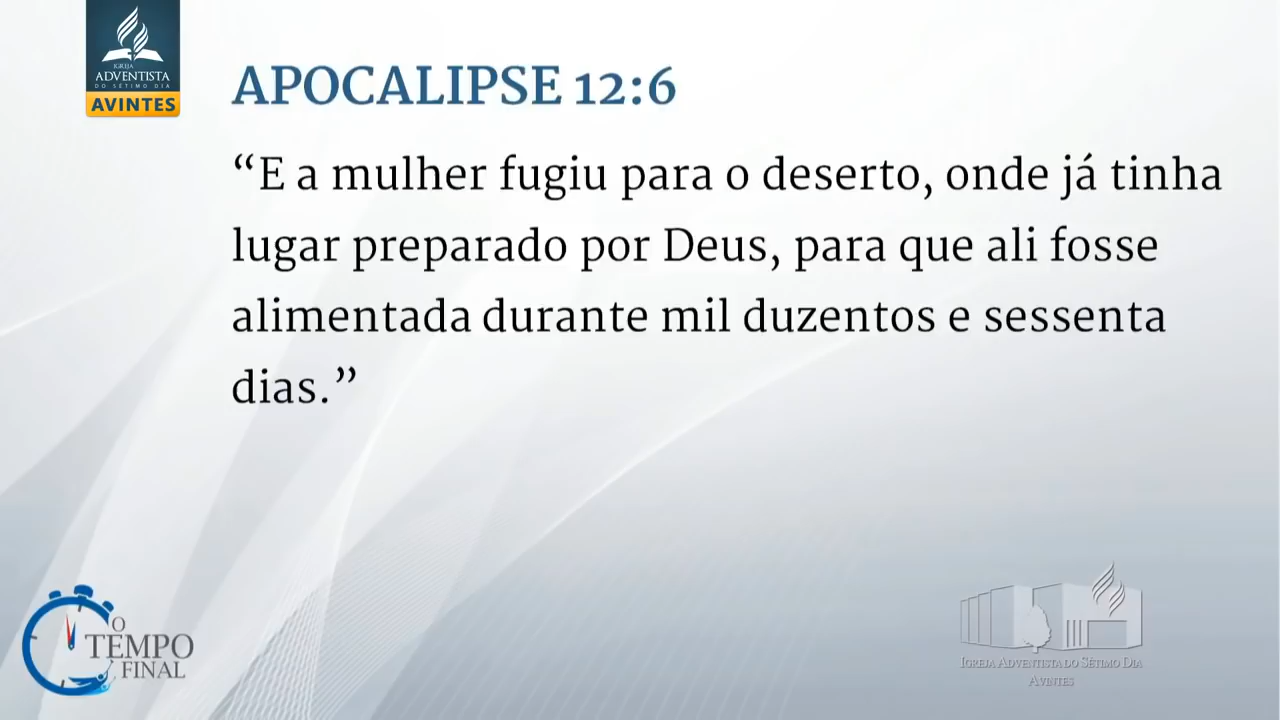 IGREJA
ADVENTISTA
DO SÉTIMO DIA
AVINTES
APOCALIPSE 12:6
“E a mulher fugiu para o deserto, onde já tinha
lugar preparado por Deus, para que ali fosse
alimentada durante mil duzentos e sessenta
dias.”
O
TEMPO
FINAL
IGREJA ADVENTISTA DO SÉTIMO DIA
AVINTES